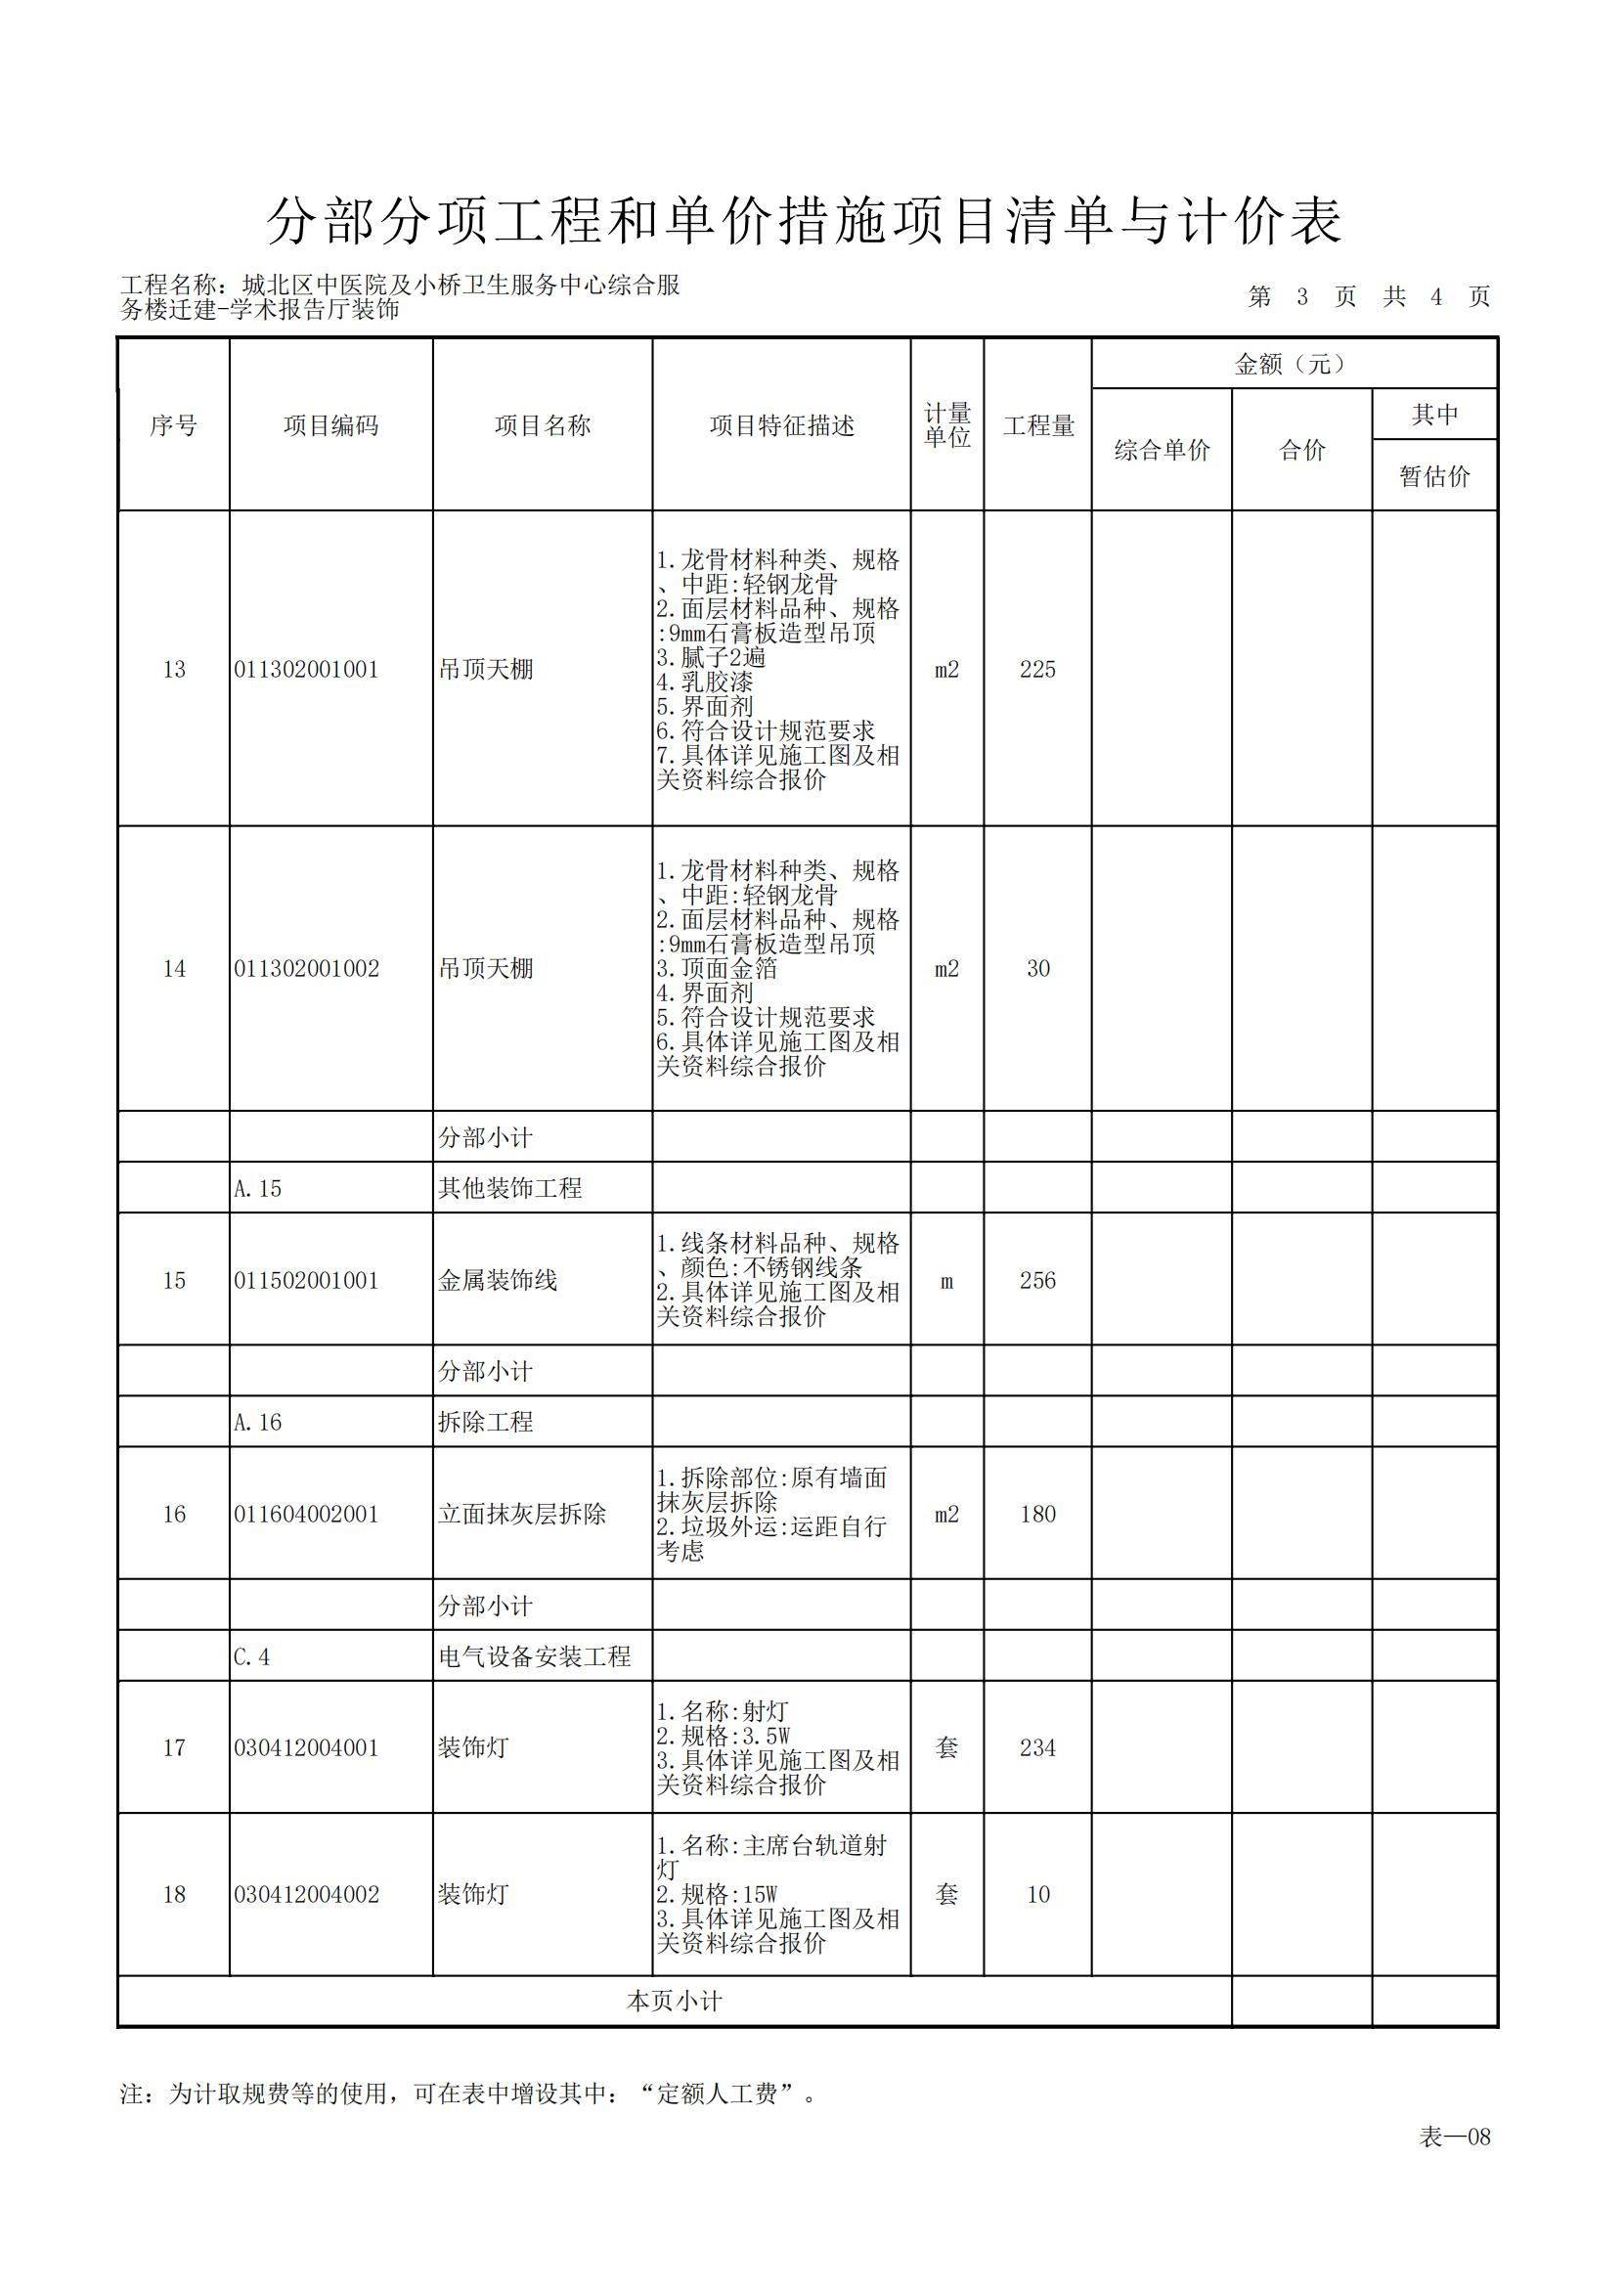 分部分项工程和单价措施项目清单与计价表
工程名称：城北区中医院及小桥卫生服务中心综合服
务楼迁建-学术报告厅装饰
第 3 页 共 4 页
序号
项目编码
项目名称
项目特征描述
计量
单位
工程量
金额（元）
综合单价
合价
其中
暂估价
13
011302001001
吊顶天棚
1.龙骨材料种类、规格
、中距:轻钢龙骨
2.面层材料品种、规格
:9mm石膏板造型吊顶
3.腻子2遍
4.乳胶漆
5.界面剂
6.符合设计规范要求
7.具体详见施工图及相
关资料综合报价
m2
225
14
011302001002
吊顶天棚
1.龙骨材料种类、规格
、中距:轻钢龙骨
2.面层材料品种、规格
:9mm石膏板造型吊顶
3.顶面金箔
4.界面剂
5.符合设计规范要求
6.具体详见施工图及相
关资料综合报价
m2
30
分部小计
A.15
其他装饰工程
15
011502001001
金属装饰线
1.线条材料品种、规格
、颜色:不锈钢线条
2.具体详见施工图及相
关资料综合报价
m
256
分部小计
A.16
拆除工程
16
011604002001
立面抹灰层拆除
1.拆除部位:原有墙面
抹灰层拆除
2.垃圾外运:运距自行
考虑
m2
180
分部小计
C.4
电气设备安装工程
17
030412004001
装饰灯
1.名称:射灯
2.规格:3.5W
3.具体详见施工图及相
关资料综合报价
套
234
18
030412004002
装饰灯
1.名称:主席台轨道射
灯
2.规格:15W
3.具体详见施工图及相
关资料综合报价
套
10
本页小计
注：为计取规费等的使用，可在表中增设其中：“定额人工费”。
表—08